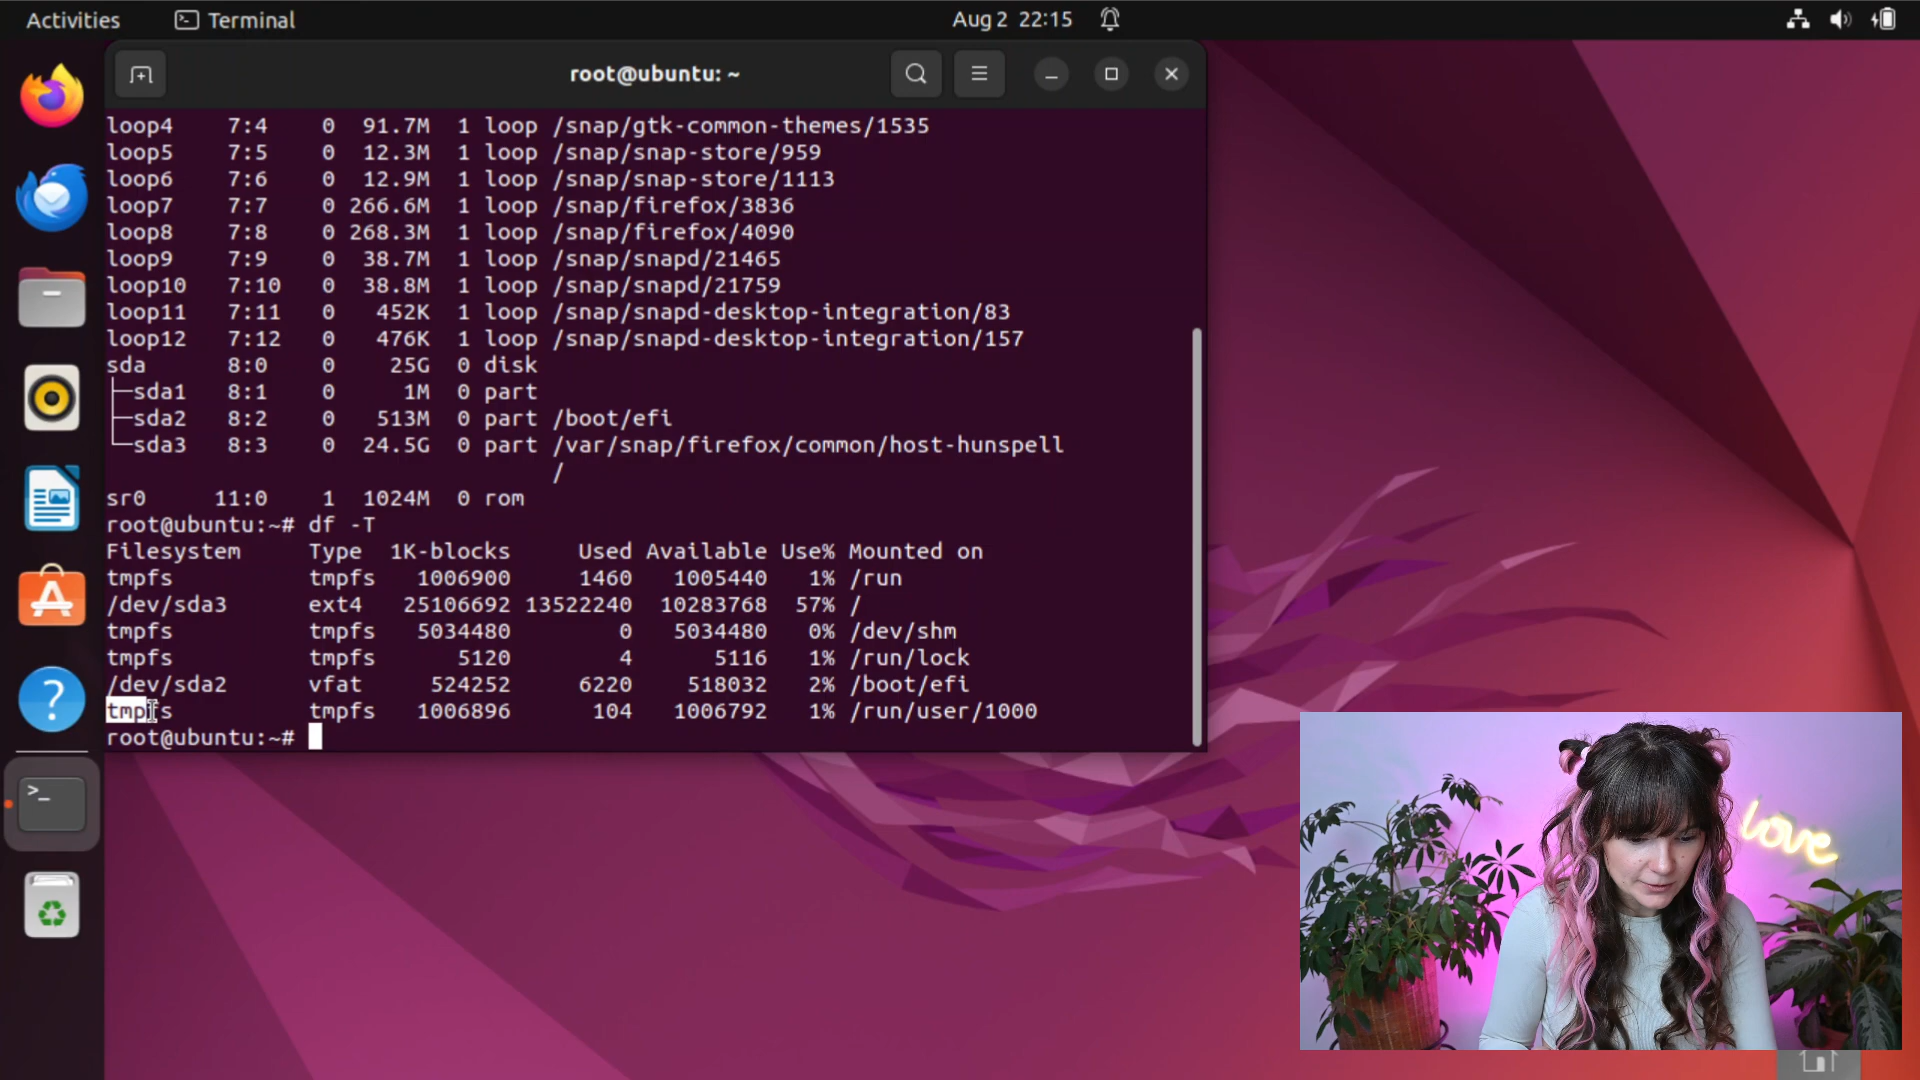 Activities Terminal Aug 2 22:15
root@ubuntu: ~
loop4 7:4 0 91.7M 1 loop /snap/gtk-common-themes/1535
loop5 7:5 0 12.3M 1 loop /snap/snap-store/959
loop6 7:6 0 12.9M 1 loop /snap/snap-store/1113
loop7 7:7 0 266.6M 1 loop /snap/firefox/3836
loop8 7:8 0 268.3M 1 loop /snap/firefox/4090
loop9 7:9 0 38.7M 1 loop /snap/snapd/21465
loop10 7:10 0 38.8M 1 loop /snap/snapd/21759
loop11 7:11 0 452K 1 loop /snap/snapd-desktop-integration/83
loop12 7:12 0 476K 1 loop /snap/snapd-desktop-integration/157
sda 8:0 0 25G 0 disk
├─sda1 8:1 0 1M 0 part
├─sda2 8:2 0 513M 0 part /boot/efi
└─sda3 8:3 0 24.5G 0 part /var/snap/firefox/common/host-hunspell
/
sr0 11:0 1 1024M 0 rom
root@ubuntu:~# df -T
Filesystem Type 1K-blocks Used Available Use% Mounted on
tmpfs tmpfs 1006900 1460 1005440 1% /run
/dev/sda3 ext4 25106692 13522240 10283768 57% /
tmpfs tmpfs 5034480 0 5034480 0% /dev/shm
tmpfs tmpfs 5120 4 5116 1% /run/lock
/dev/sda2 vfat 524252 6220 518032 2% /boot/efi
tmpfs tmpfs 1006896 104 1006792 1% /run/user/1000
root@ubuntu:~#
love